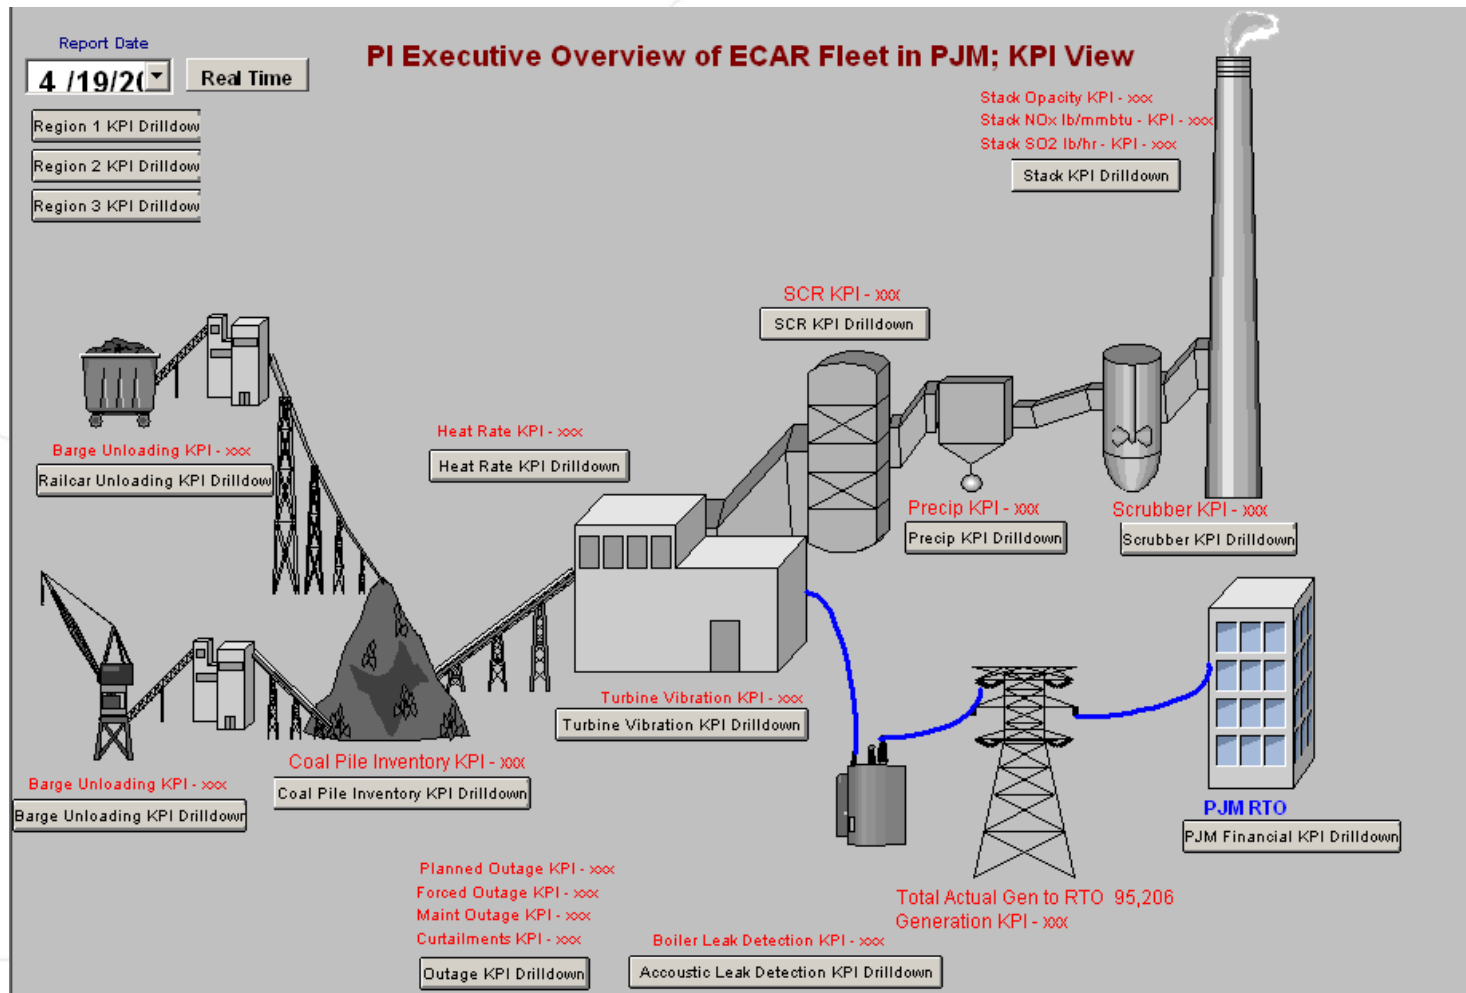 Report Date
PI Executive Overview of ECAR Fleet in PJM; KPI View
4 /19/20
Real Time
Stack Opacity KPI - xxx
Region 1 KPI Drilldow
Stack NOx lb/mmbtu - KPI - xxx
Stack SO2 lb/hr - KPI - xxx
Region 2 KPI Drilldow
Stack KPI Drilldown
Region 3 KPI Drilldow
SCR KPI - xxx
SCR KPI Drilldown
Heat Rate KPI - xxx
Heat Rate KPI Drilldown
Barge Unloading KPI - xxx
Railcar Unloading KPI Drilldow
Precip KPI - xxx
Precip KPI Drilldown
Scrubber KPI - xxx
Scrubber KPI Drilldown
Turbine Vibration KPI - xxx
Turbine Vibration KPI Drilldown
Coal Pile Inventory KPI - xxx
Coal Pile Inventory KPI Drilldown
Barge Unloading KPI - xxx
Barge Unloading KPI Drilldown
PJM RTO
PJM Financial KPI Drilldown
Planned Outage KPI - xxx
Forced Outage KPI - xxx
Maint Outage KPI - xxx
Curtailments KPI - xxx
Outage KPI Drilldown
Total Actual Gen to RTO 95,206
Generation KPI - xxx
Boiler Leak Detection KPI - xxx
Accoustic Leak Detection KPI Drilldown